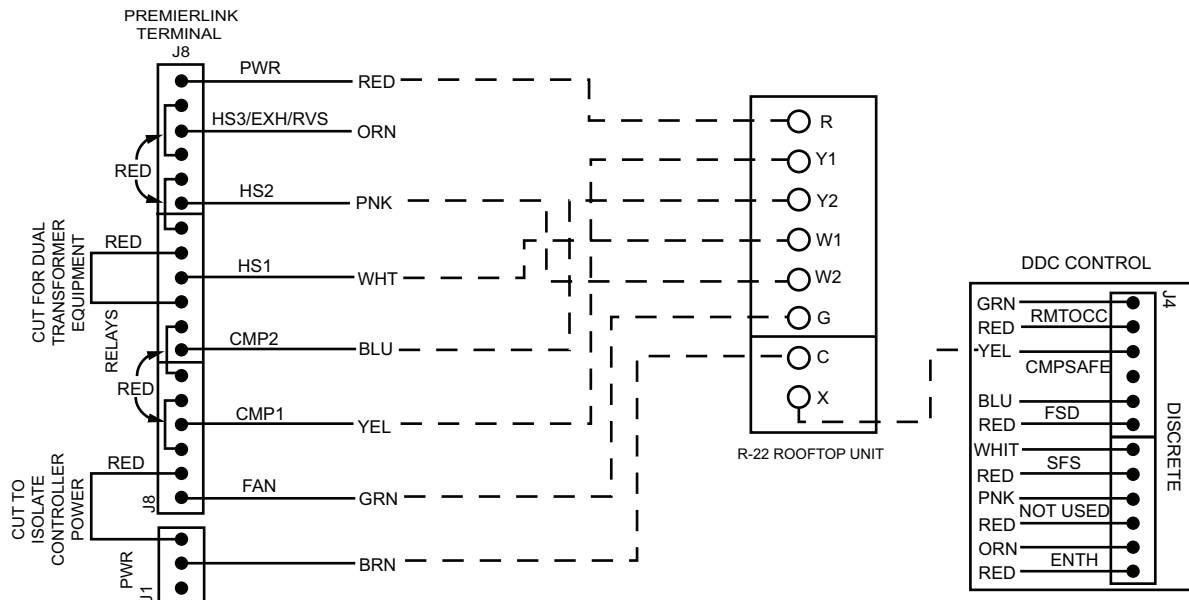 PREMIERLINK
TERMINAL
J8
PWR
RED
HS3/EXH/RVS
ORN
RED
HS2
PNK
RED
HS1
WHT
CUT FOR DUAL
TRANSFORMER
EQUIPMENT
RELAYS
CMP2
BLU
RED
CMP1
YEL
RED
FAN
GRN
J8
CUT TO
ISOLATE
CONTROLLER
POWER
PWR
J1
BRN
R
Y1
Y2
W1
W2
G
C
X
R-22 ROOFTOP UNIT
DDC CONTROL
J4
GRN
RMTOCC
RED
YEL
CMPSAFE
BLU
FSD
RED
DISCRETE
WHIT
SFS
RED
PNK
NOT USED
RED
ORN
ENTH
RED